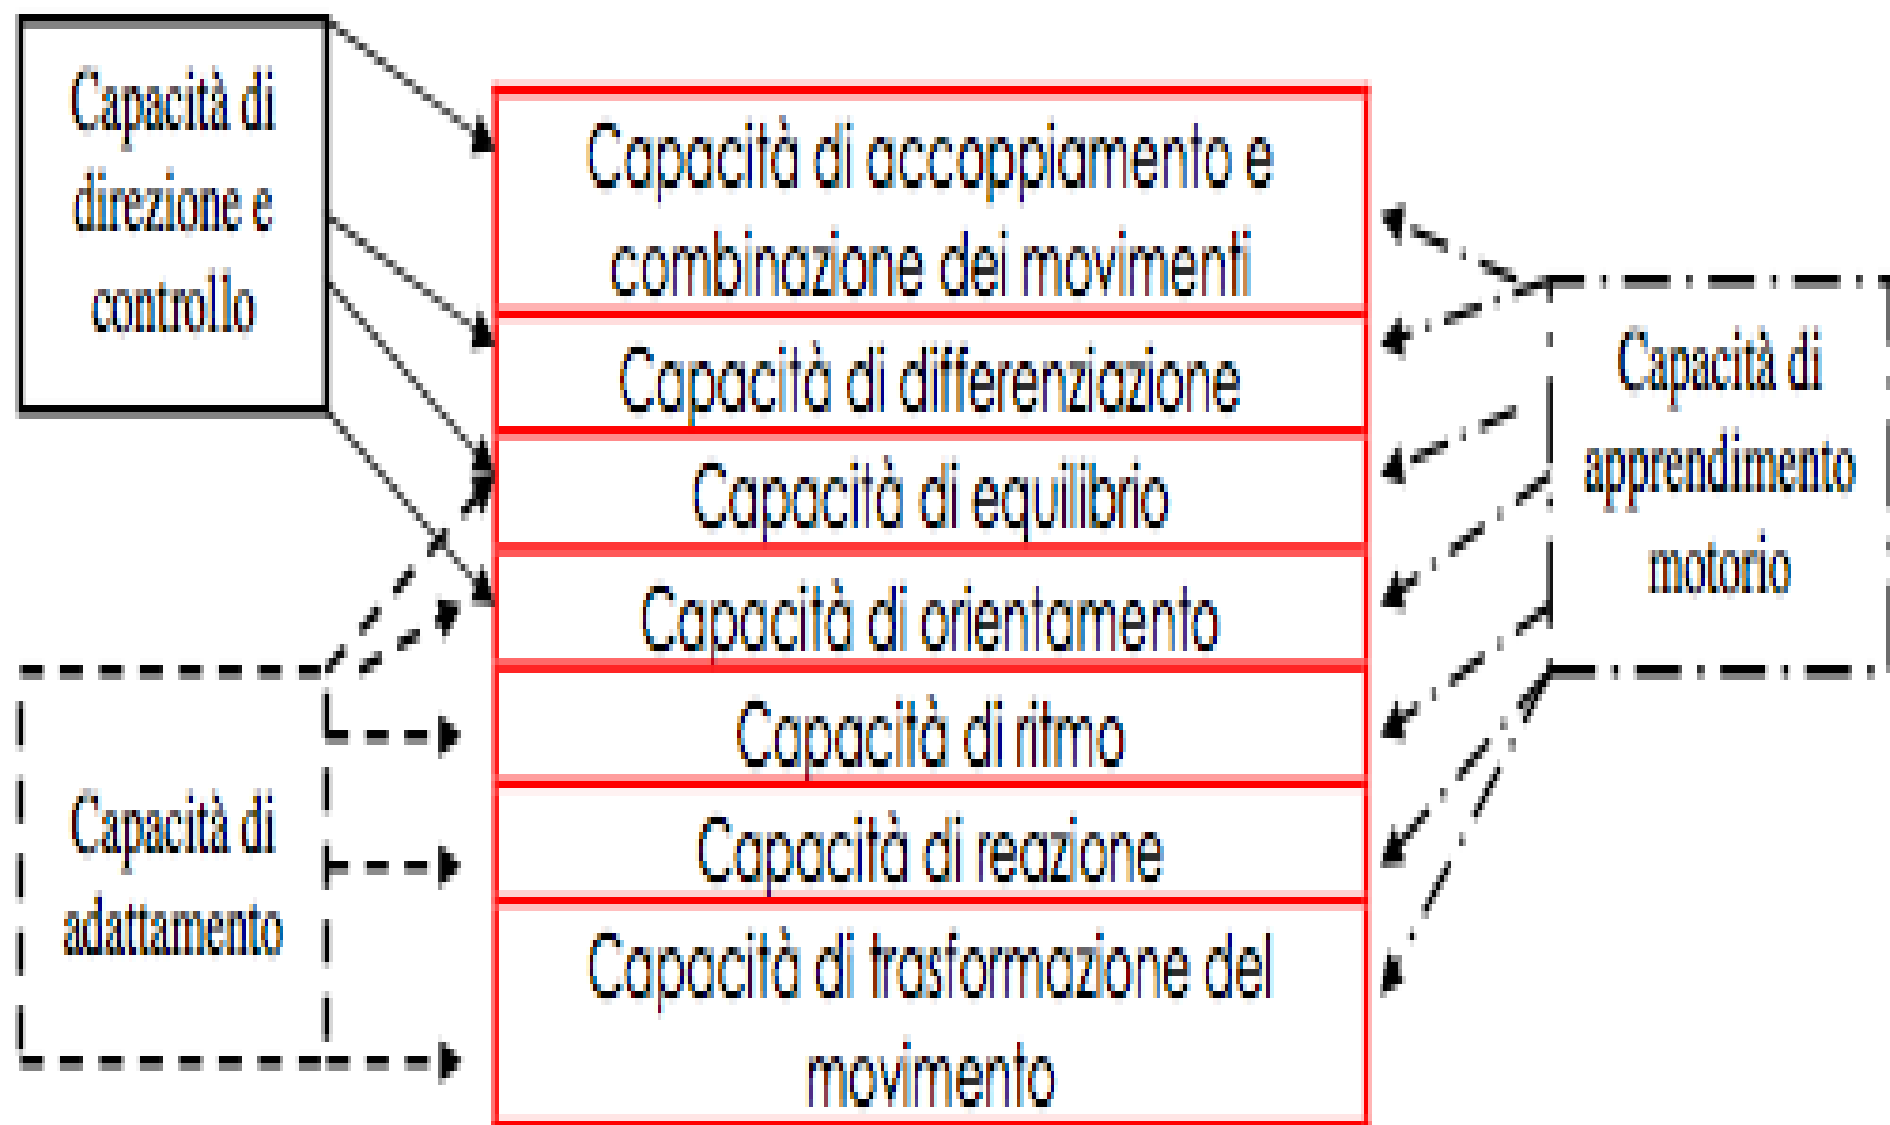 Capacità di
direzione e
controllo
Capacità di accoppiamento e
combinazione dei movimenti
Capacità di differenziazione
Capacità di equilibrio
Capacità di orientamento
Capacità di ritmo
Capacità di reazione
Capacità di trasformazione del
movimento
Capacità di
adattamento
Capacità di
apprendimento
motorio